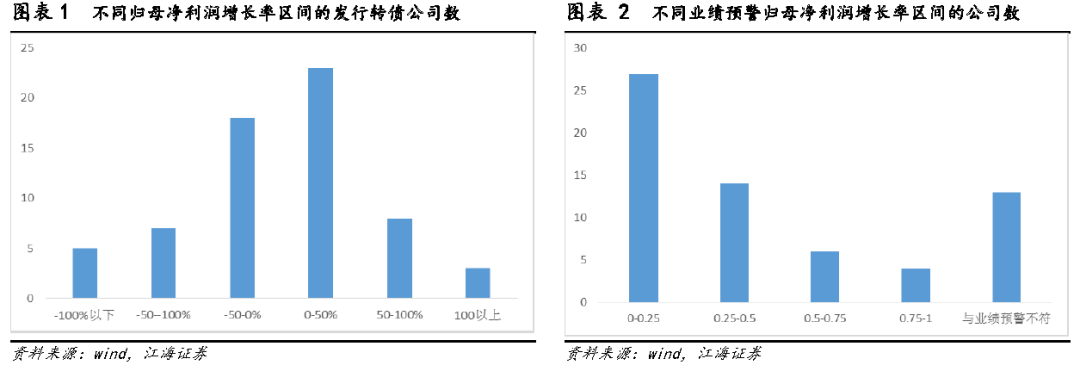 图表 1 不同归母净利润增长率区间的发行转债公司数
25
20
15
10
5
0
-100%以下 -50--100% -50-0% 0-50% 50-100% 100以上
资料来源：wind, 江海证券
图表 2 不同业绩预警归母净利润增长率区间的公司数
30
25
20
15
10
5
0
0-0.25 0.25-0.5 0.5-0.75 0.75-1 与业绩预警不符
资料来源：wind, 江海证券